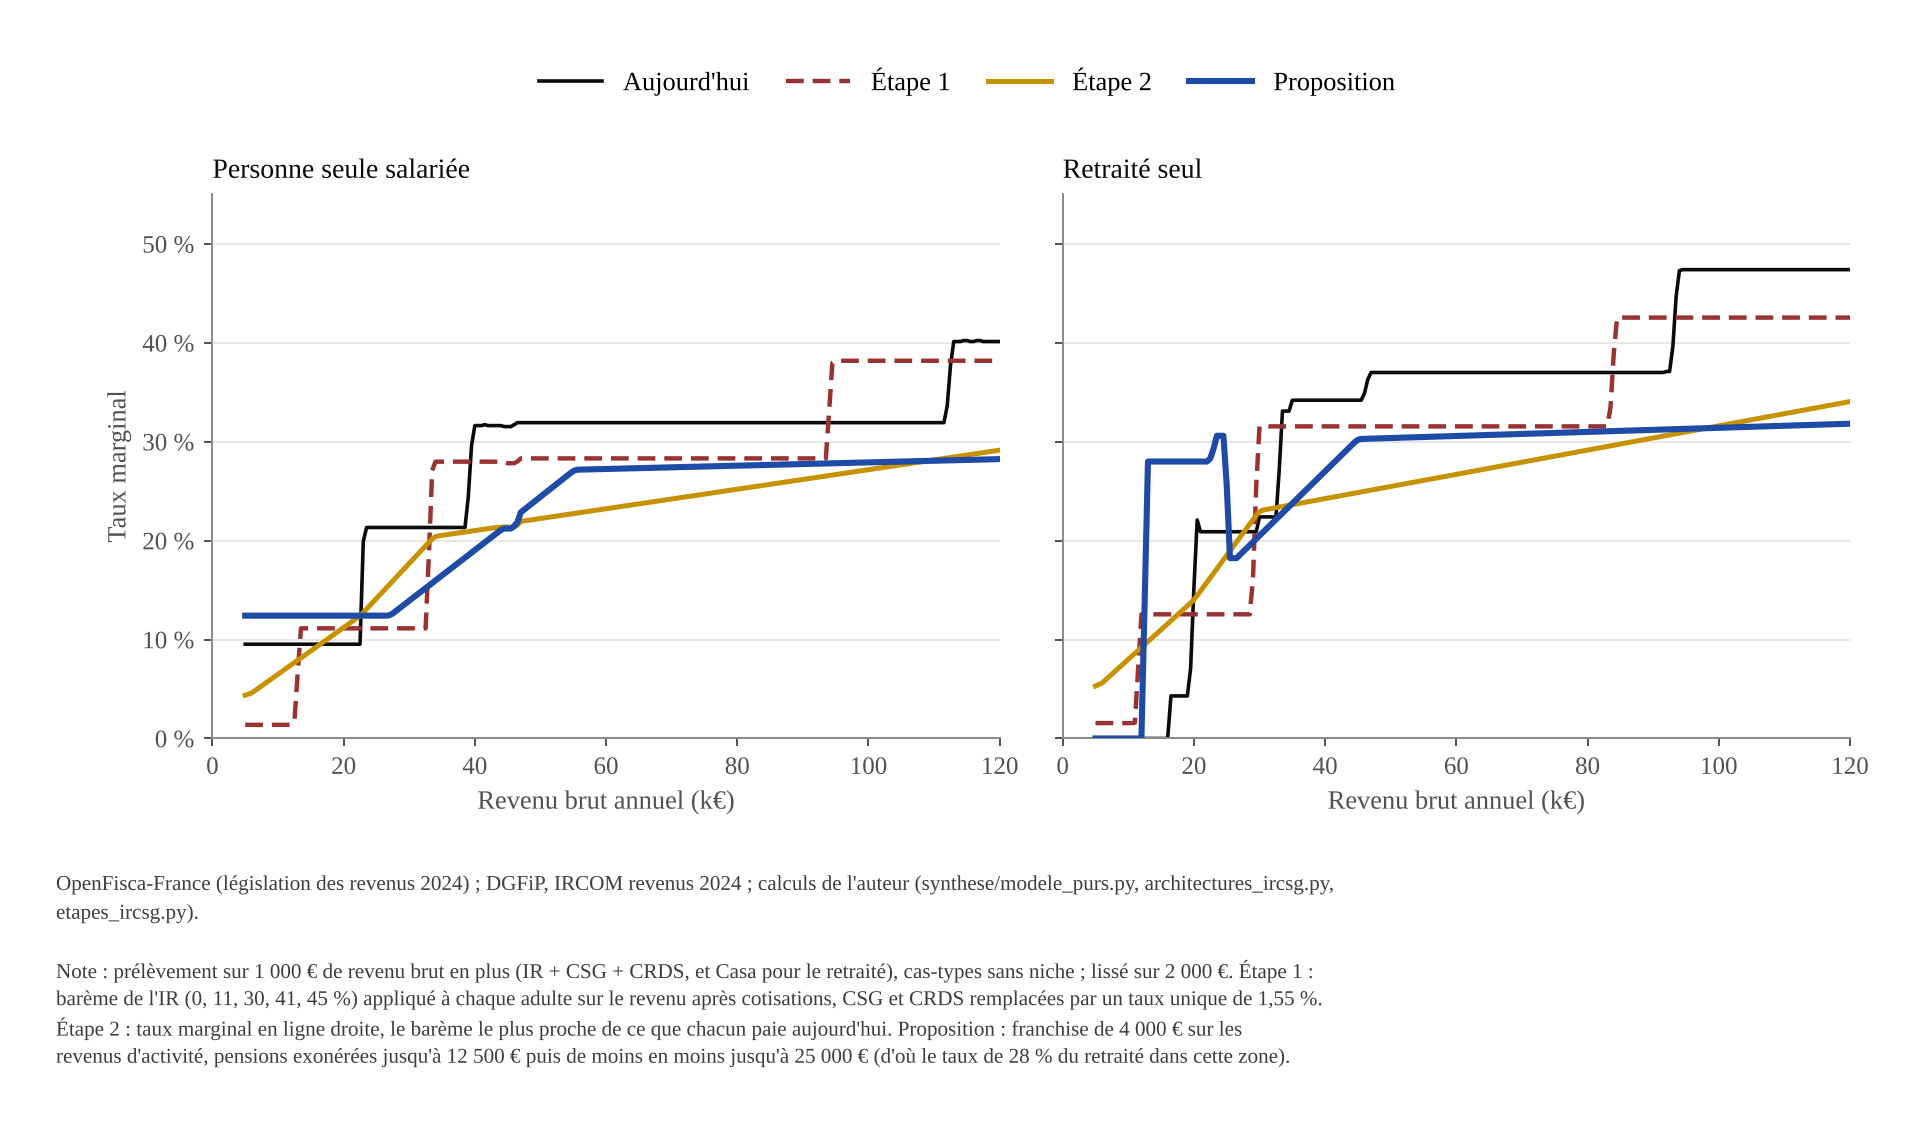 Aujourd'hui Étape 1 Étape 2 Proposition
Personne seule salariée
Retraité seul
Taux marginal
50 %
40 %
30 %
20 %
10 %
0 %
0 20 40 60 80 100 120
0 20 40 60 80 100 120
Revenu brut annuel (k€)
Revenu brut annuel (k€)
OpenFisca-France (législation des revenus 2024) ; DGFiP, IRCOM revenus 2024 ; calculs de l'auteur (synthese/modele_purs.py, architectures_ircsg.py,
etapes_ircsg.py).
Note : prélèvement sur 1 000 € de revenu brut en plus (IR + CSG + CRDS, et Casa pour le retraité), cas-types sans niche ; lissé sur 2 000 €. Étape 1 :
barème de l'IR (0, 11, 30, 41, 45 %) appliqué à chaque adulte sur le revenu après cotisations, CSG et CRDS remplacées par un taux unique de 1,55 %.
Étape 2 : taux marginal en ligne droite, le barème le plus proche de ce que chacun paie aujourd'hui. Proposition : franchise de 4 000 € sur les
revenus d'activité, pensions exonérées jusqu'à 12 500 € puis de moins en moins jusqu'à 25 000 € (d'où le taux de 28 % du retraité dans cette zone).